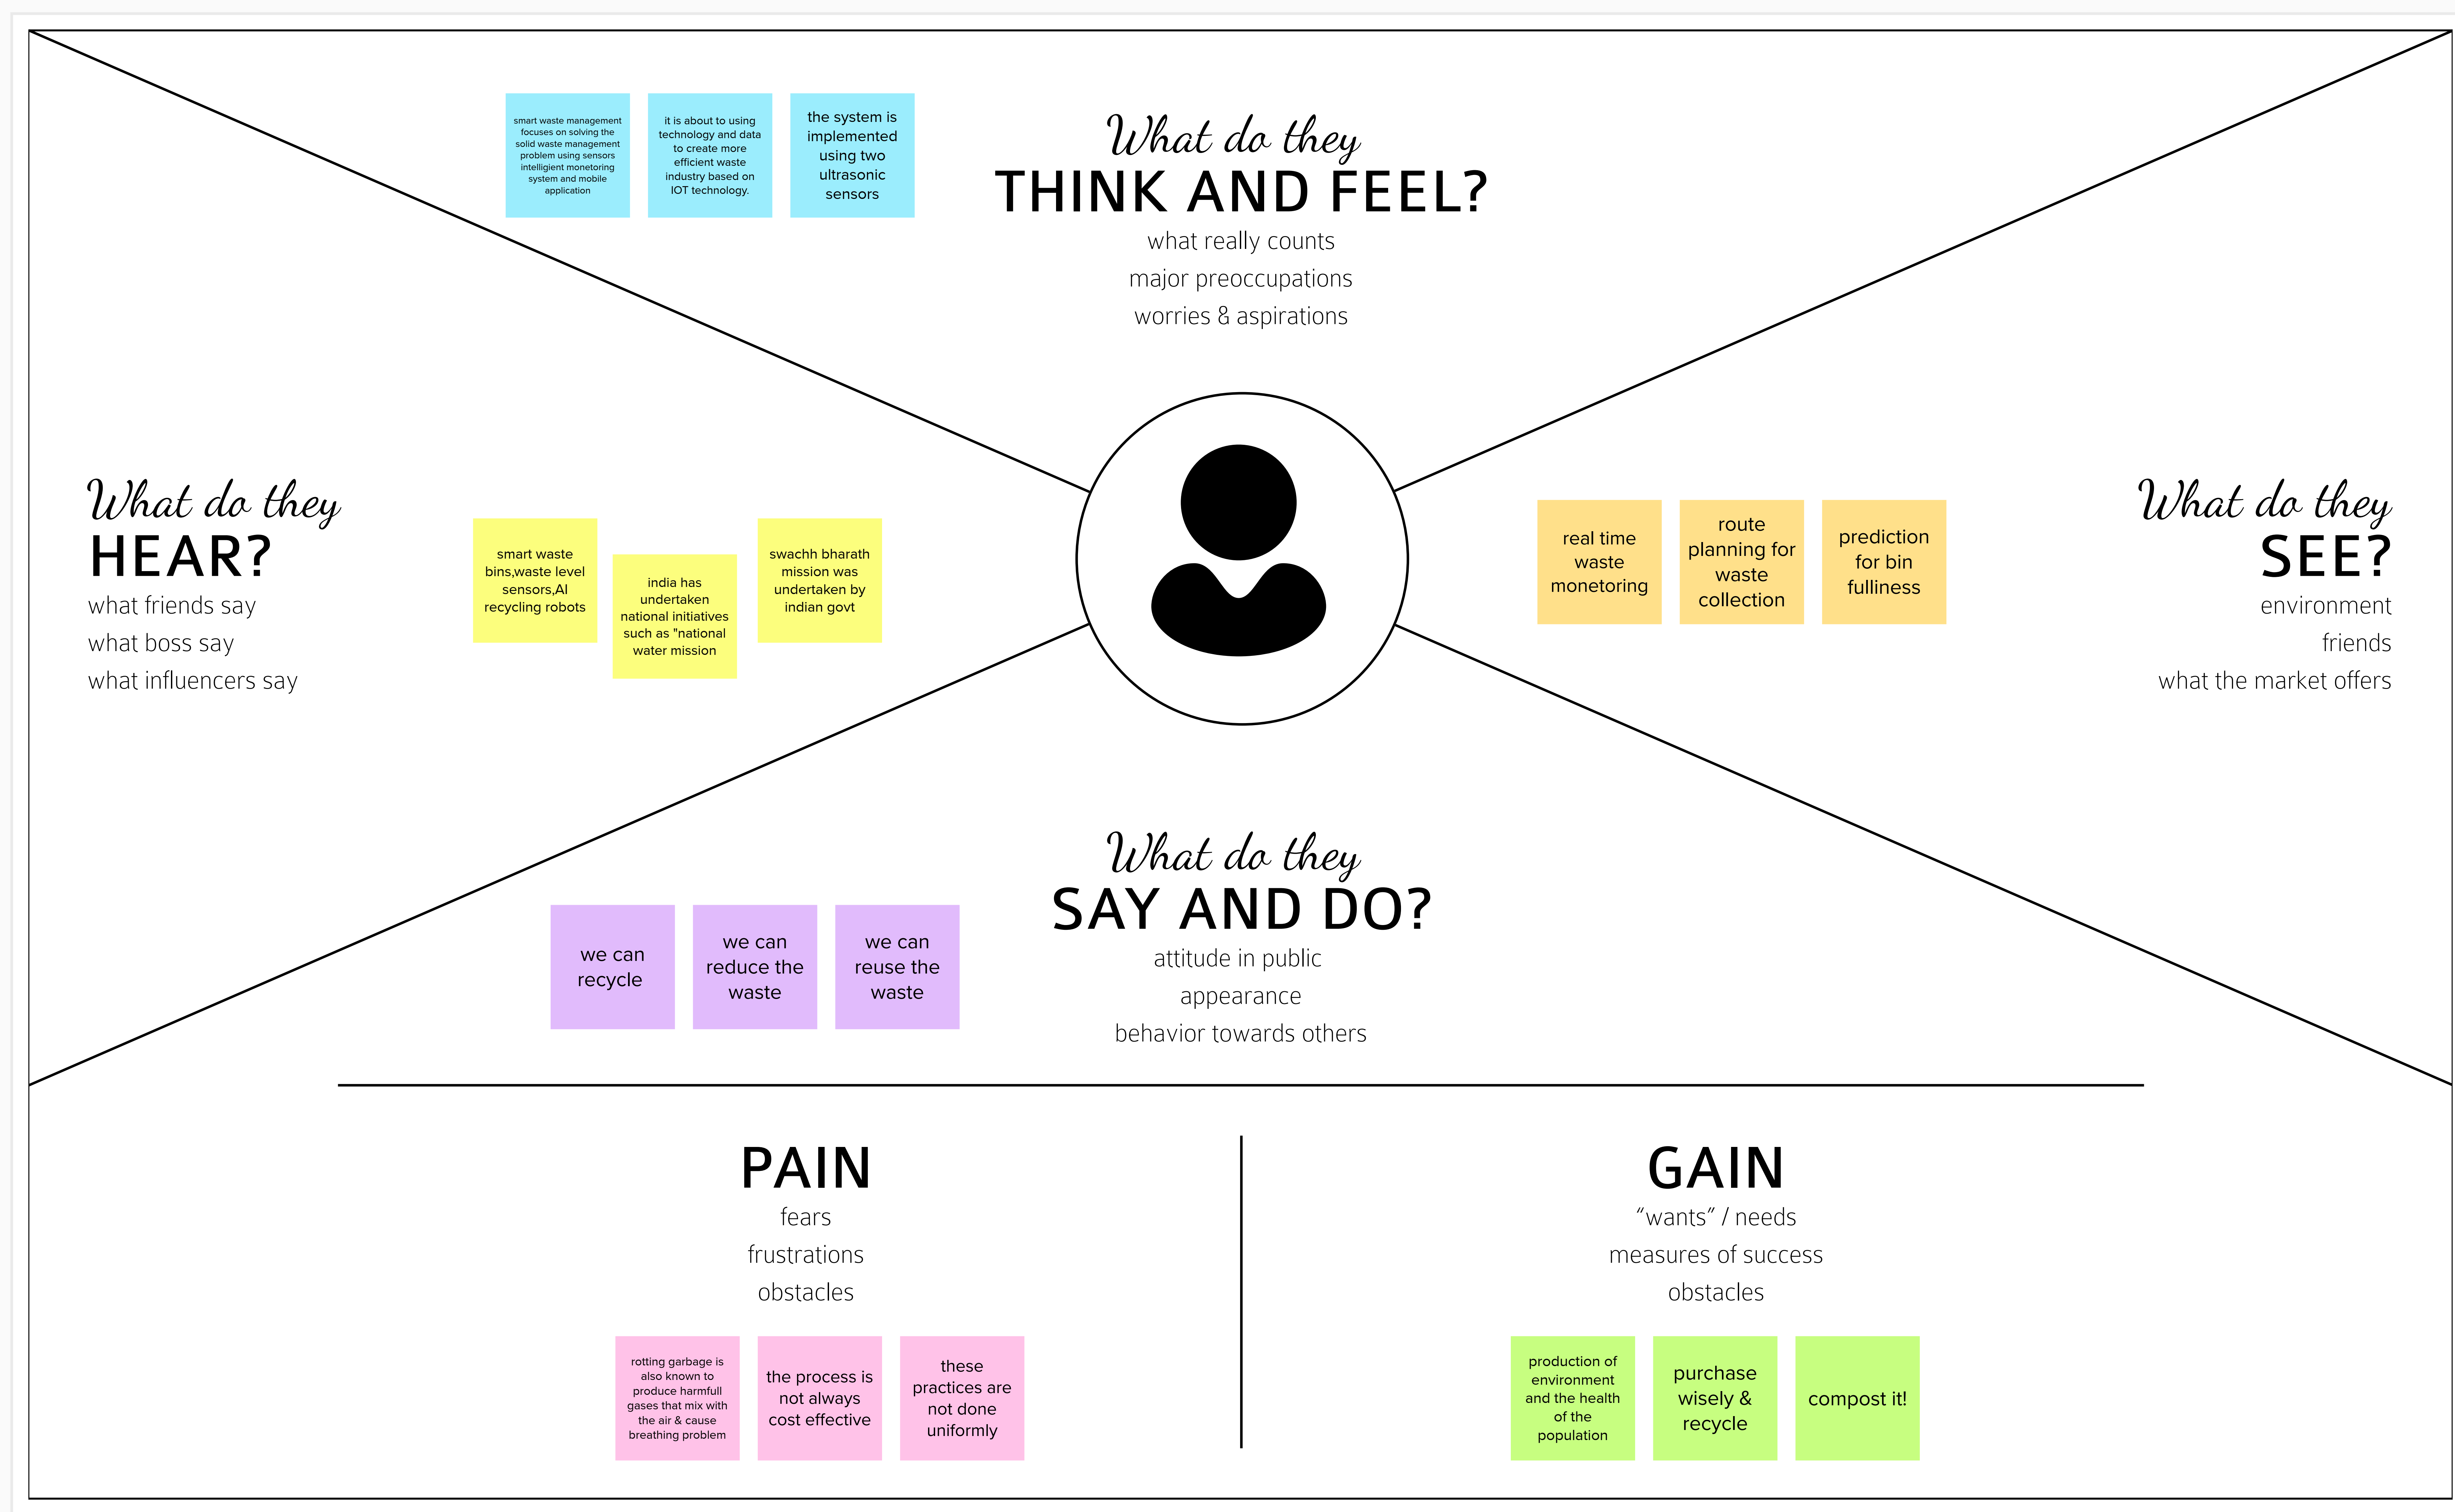 smart waste management
focuses on solving the
solid waste management
problem using sensors
intelligient monetoring
system and mobile
application
it is about to using
technology and data
to create more
efficient waste
industry based on
IOT technology.
the system is
implemented
using two
ultrasonic
sensors
What do they
THINK AND FEEL?
what really counts
major preoccupations
worries & aspirations
What do they
HEAR?
what friends say
what boss say
what influencers say
smart waste
bins,waste level
sensors,AI
recycling robots
india has
undertaken
national initiatives
such as "national
water mission
swachh bharath
mission was
undertaken by
indian govt
real time
waste
monetoring
route
planning for
waste
collection
prediction
for bin
fulliness
What do they
SEE?
environment
friends
what the market offers
What do they
SAY AND DO?
attitude in public
appearance
behavior towards others
we can
recycle
we can
reduce the
waste
we can
reuse the
waste
PAIN
fears
frustrations
obstacles
rotting garbage is
also known to
produce harmfull
gases that mix with
the air & cause
breathing problem
the process is
not always
cost effective
these
practices are
not done
uniformly
GAIN
“wants” / needs
measures of success
obstacles
production of
environment
and the health
of the
population
purchase
wisely &
recycle
compost it!